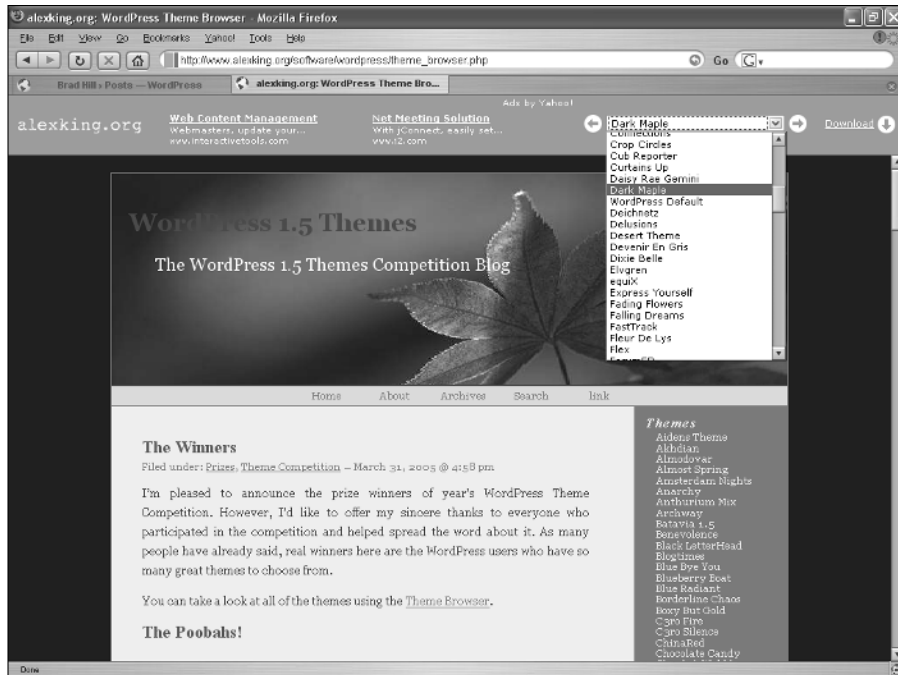 alexking.org: WordPress Theme Browser - Mozilla Firefox
File Edit View Go Bookmarks Yahoo! Tools Help
http://www.alexking.org/software/wordpress/theme_browser.php
Go
Brad Hill › Posts — WordPress
alexking.org: WordPress Theme Bro...
Ads by Yahoo!
alexking.org
Web Content Management
Webmasters, update your...
www.interactivetools.com
Net Meeting Solution
With jConnect, easily set...
www.i2.com
Dark Maple
Download
Connections
Crop Circles
Cub Reporter
Curtains Up
Daisy Rae Gemini
Dark Maple
WordPress Default
Deichnetz
Delusions
Desert Theme
Devenir En Gris
Dixie Belle
Elvgren
equiX
Express Yourself
Fading Flowers
Falling Dreams
FastTrack
Fleur De Lys
Flex
WordPress 1.5 Themes
The WordPress 1.5 Themes Competition Blog
Home About Archives Search link
The Winners
Filed under: Prizes, Theme Competition — March 31, 2005 @ 4:58 pm
I'm pleased to announce the prize winners of year's WordPress Theme
Competition. However, I'd like to offer my sincere thanks to everyone who
participated in the competition and helped spread the word about it. As many
people have already said, real winners here are the WordPress users who have so
many great themes to choose from.
You can take a look at all of the themes using the Theme Browser.
The Poobahs!
Themes
Aidens Theme
Akhdian
Almodovar
Almost Spring
Amsterdam Nights
Anarchy
Anthurium Mix
Archway
Batavia 1.5
Benevolence
Black LetterHead
Blogtimes
Blue Bye You
Blueberry Boat
Blue Radiant
Borderline Chaos
Boxy But Gold
C3ro Fire
C3ro Silence
ChinaRed
Chocolate Candy
Done